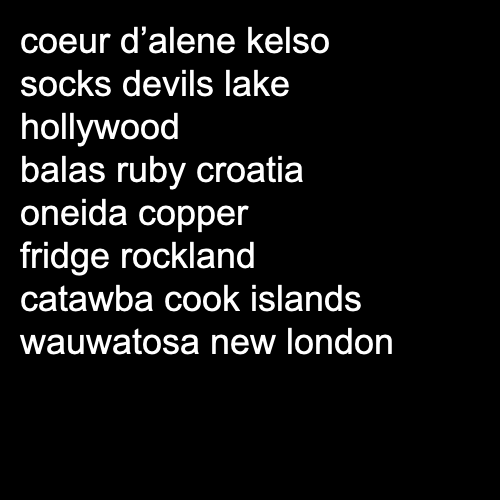 coeur d’alene kelso
socks devils lake
hollywood
balas ruby croatia
oneida copper
fridge rockland
catawba cook islands
wauwatosa new london